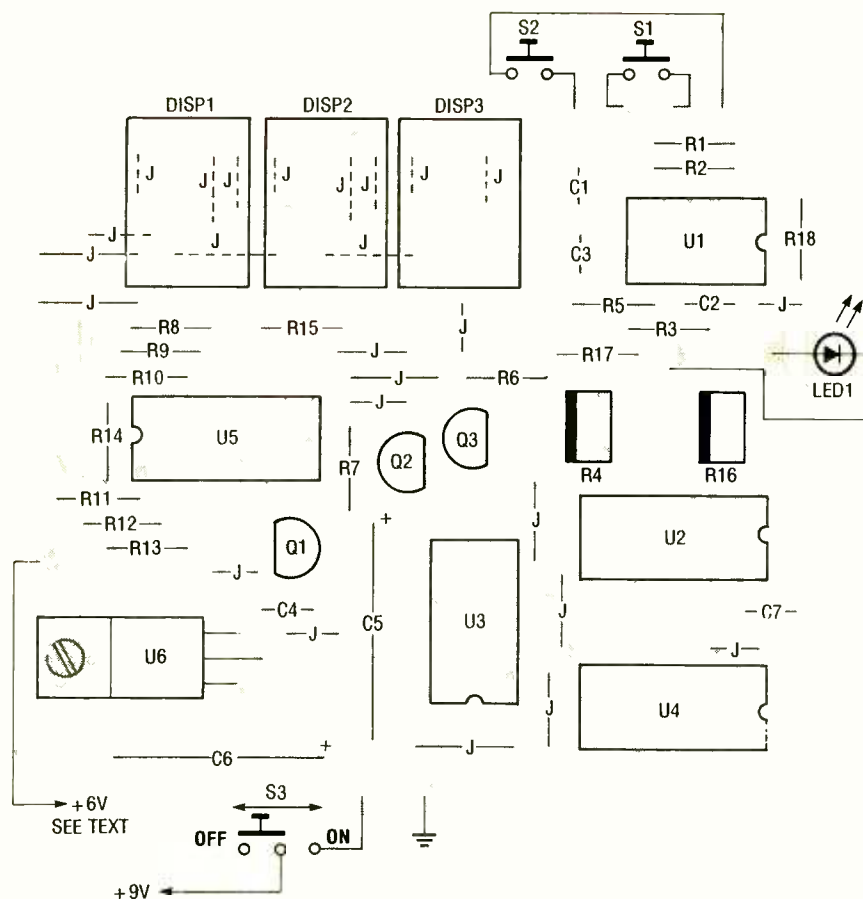 S2 S1
DISP1 DISP2 DISP3
R1
J J J J J J J J
R2
C1
U1 R18
J J J
J C3
J R5 C2 J
R8 R15 J R3
R9 J R17
R10 J R6 LED1
J
R14 U5 Q3
R7 Q2 R4 R16
R11
R12 + J U2
R13 Q1
J
C4 C5 U3 J C7
J J
U6
J U4
C6 + J
S3
+6V
SEE TEXT OFF ON
+9V